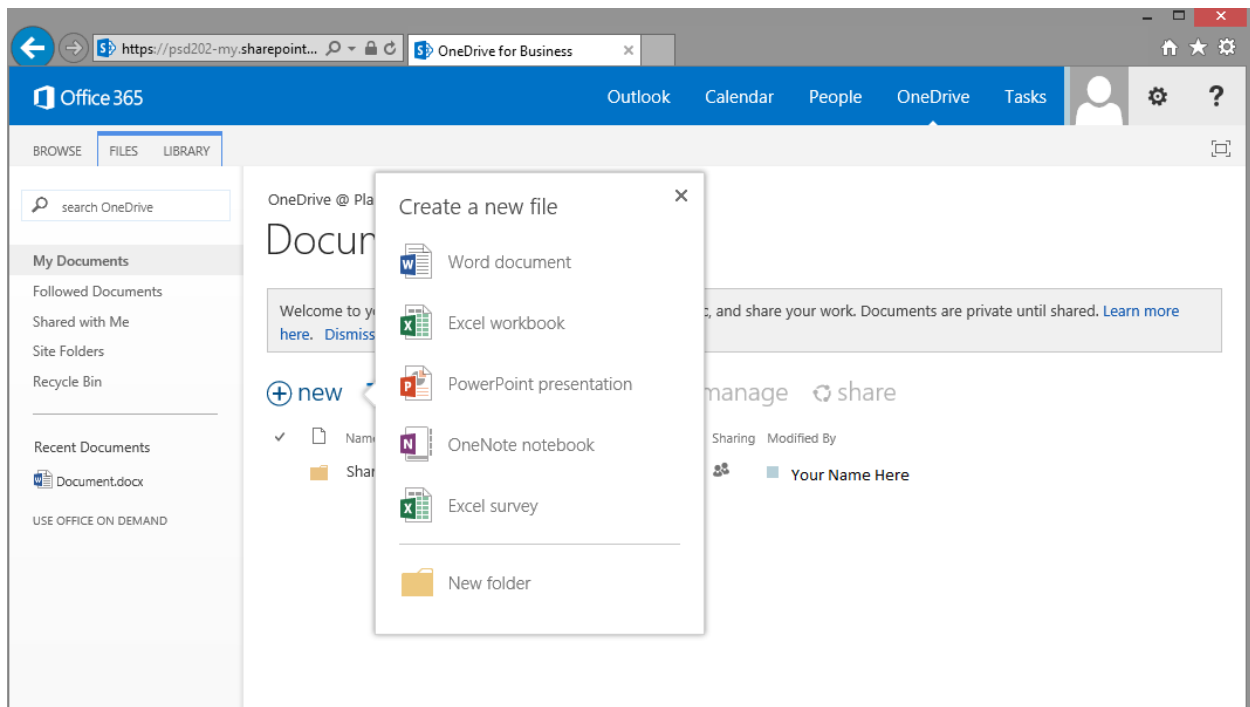 https://psd202-my.sharepoint...
OneDrive for Business
Office 365
Outlook Calendar People OneDrive Tasks
?
BROWSE FILES LIBRARY
search OneDrive
My Documents
Followed Documents
Shared with Me
Site Folders
Recycle Bin
Recent Documents
Document.docx
USE OFFICE ON DEMAND
OneDrive @ Pla
Docum
Welcome to y , and share your work. Documents are private until shared. Learn more
here. Dismiss
new manage share
Name Sharing Modified By
Shar Your Name Here
Create a new file
Word document
Excel workbook
PowerPoint presentation
OneNote notebook
Excel survey
New folder